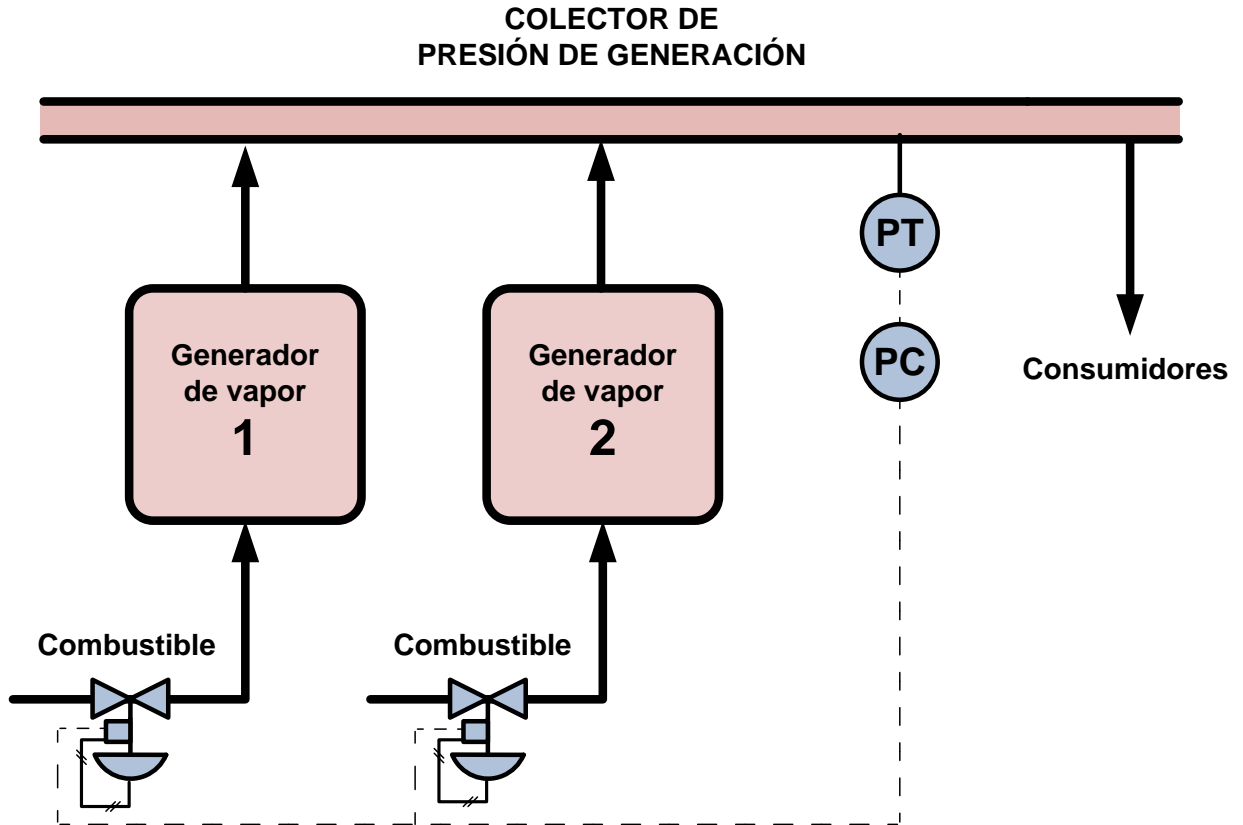 COLECTOR DE
PRESIÓN DE GENERACIÓN
PT
Generador
de vapor
1
Generador
de vapor
2
PC
Consumidores
Combustible
Combustible